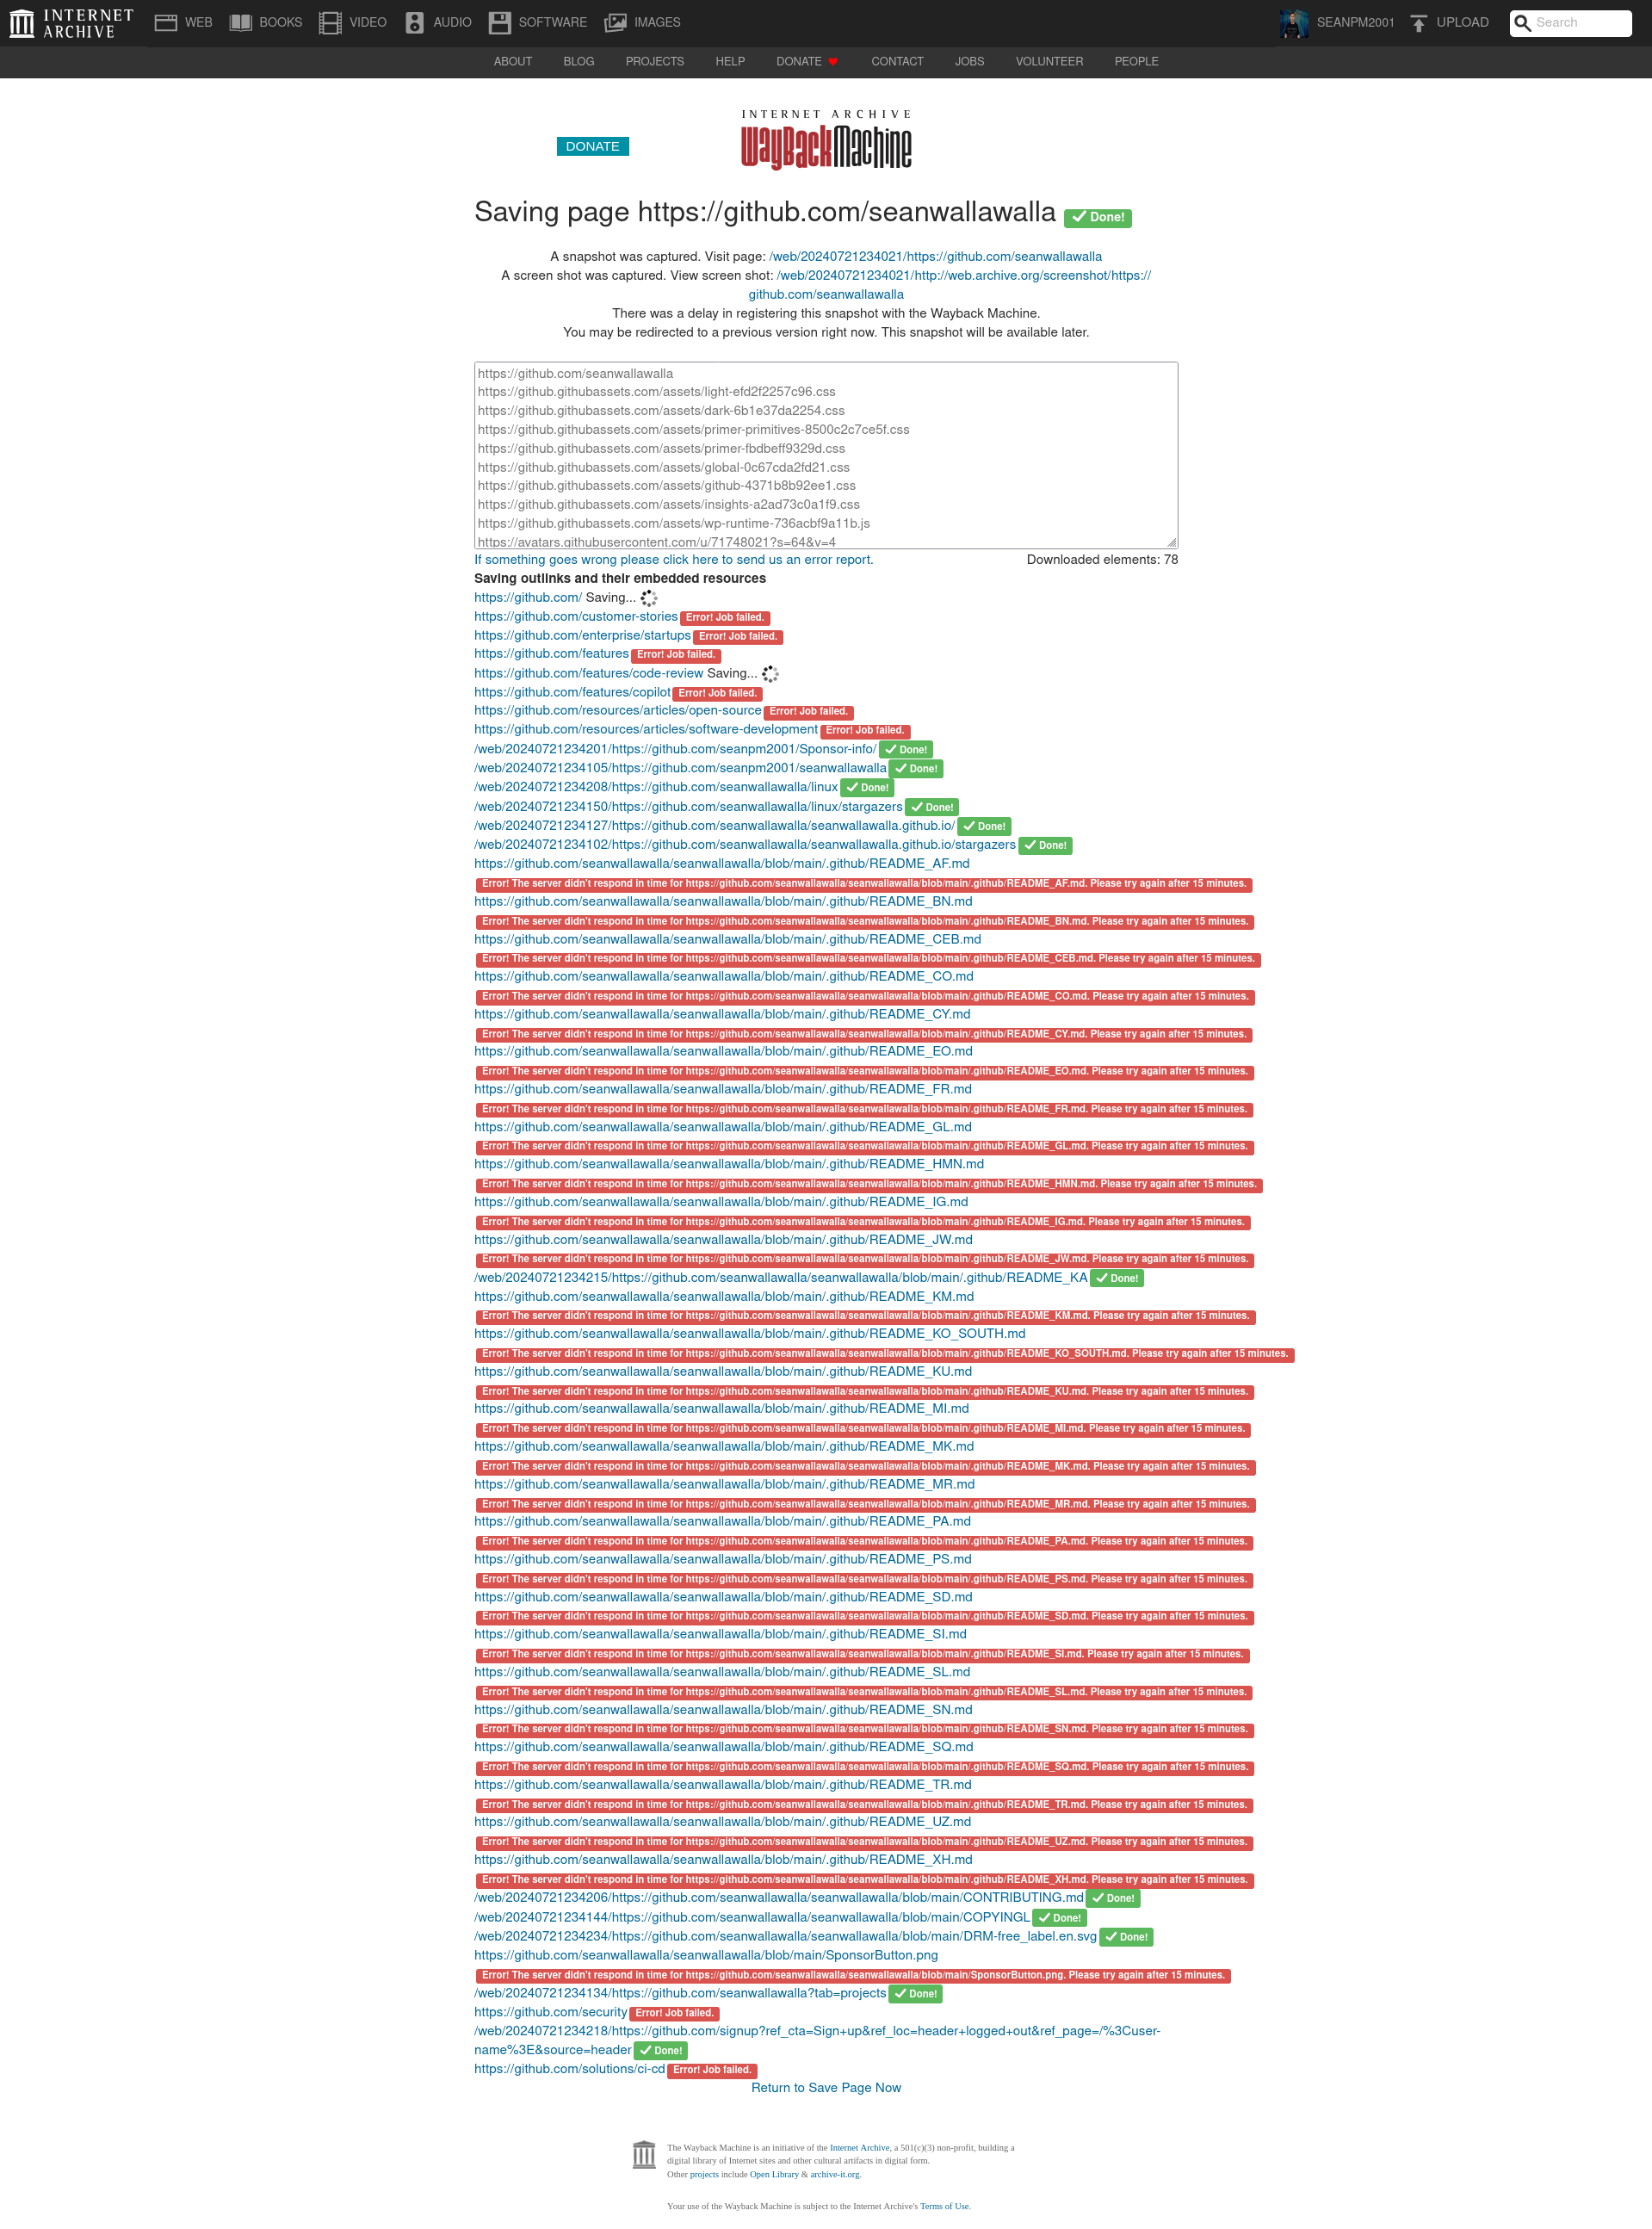 INTERNET ARCHIVE
WEB BOOKS VIDEO AUDIO SOFTWARE IMAGES SEANPM2001 UPLOAD Search
ABOUT BLOG PROJECTS HELP DONATE CONTACT JOBS VOLUNTEER PEOPLE
INTERNET ARCHIVE
DONATE WayBackMachine
Saving page https://github.com/seanwallawalla Done!
A snapshot was captured. Visit page: /web/20240721234021/https://github.com/seanwallawalla
A screen shot was captured. View screen shot: /web/20240721234021/http://web.archive.org/screenshot/https://
github.com/seanwallawalla
There was a delay in registering this snapshot with the Wayback Machine.
You may be redirected to a previous version right now. This snapshot will be available later.
https://github.com/seanwallawalla
https://github.githubassets.com/assets/light-efd2f2257c96.css
https://github.githubassets.com/assets/dark-6b1e37da2254.css
https://github.githubassets.com/assets/primer-primitives-8500c2c7ce5f.css
https://github.githubassets.com/assets/primer-fbdbeff9329d.css
https://github.githubassets.com/assets/global-0c67cda2fd21.css
https://github.githubassets.com/assets/github-4371b8b92ee1.css
https://github.githubassets.com/assets/insights-a2ad73c0a1f9.css
https://github.githubassets.com/assets/wp-runtime-736acbf9a11b.js
https://avatars.githubusercontent.com/u/71748021?s=64&v=4
If something goes wrong please click here to send us an error report. Downloaded elements: 78
Saving outlinks and their embedded resources
https://github.com/ Saving...
https://github.com/customer-stories Error! Job failed.
https://github.com/enterprise/startups Error! Job failed.
https://github.com/features Error! Job failed.
https://github.com/features/code-review Saving...
https://github.com/features/copilot Error! Job failed.
https://github.com/resources/articles/open-source Error! Job failed.
https://github.com/resources/articles/software-development Error! Job failed.
/web/20240721234201/https://github.com/seanpm2001/Sponsor-info/ Done!
/web/20240721234105/https://github.com/seanpm2001/seanwallawalla Done!
/web/20240721234208/https://github.com/seanwallawalla/linux Done!
/web/20240721234150/https://github.com/seanwallawalla/linux/stargazers Done!
/web/20240721234127/https://github.com/seanwallawalla/seanwallawalla.github.io/ Done!
/web/20240721234102/https://github.com/seanwallawalla/seanwallawalla.github.io/stargazers Done!
https://github.com/seanwallawalla/seanwallawalla/blob/main/.github/README_AF.md
Error! The server didn't respond in time for https://github.com/seanwallawalla/seanwallawalla/blob/main/.github/README_AF.md. Please try again after 15 minutes.
https://github.com/seanwallawalla/seanwallawalla/blob/main/.github/README_BN.md
Error! The server didn't respond in time for https://github.com/seanwallawalla/seanwallawalla/blob/main/.github/README_BN.md. Please try again after 15 minutes.
https://github.com/seanwallawalla/seanwallawalla/blob/main/.github/README_CEB.md
Error! The server didn't respond in time for https://github.com/seanwallawalla/seanwallawalla/blob/main/.github/README_CEB.md. Please try again after 15 minutes.
https://github.com/seanwallawalla/seanwallawalla/blob/main/.github/README_CO.md
Error! The server didn't respond in time for https://github.com/seanwallawalla/seanwallawalla/blob/main/.github/README_CO.md. Please try again after 15 minutes.
https://github.com/seanwallawalla/seanwallawalla/blob/main/.github/README_CY.md
Error! The server didn't respond in time for https://github.com/seanwallawalla/seanwallawalla/blob/main/.github/README_CY.md. Please try again after 15 minutes.
https://github.com/seanwallawalla/seanwallawalla/blob/main/.github/README_EO.md
Error! The server didn't respond in time for https://github.com/seanwallawalla/seanwallawalla/blob/main/.github/README_EO.md. Please try again after 15 minutes.
https://github.com/seanwallawalla/seanwallawalla/blob/main/.github/README_FR.md
Error! The server didn't respond in time for https://github.com/seanwallawalla/seanwallawalla/blob/main/.github/README_FR.md. Please try again after 15 minutes.
https://github.com/seanwallawalla/seanwallawalla/blob/main/.github/README_GL.md
Error! The server didn't respond in time for https://github.com/seanwallawalla/seanwallawalla/blob/main/.github/README_GL.md. Please try again after 15 minutes.
https://github.com/seanwallawalla/seanwallawalla/blob/main/.github/README_HMN.md
Error! The server didn't respond in time for https://github.com/seanwallawalla/seanwallawalla/blob/main/.github/README_HMN.md. Please try again after 15 minutes.
https://github.com/seanwallawalla/seanwallawalla/blob/main/.github/README_IG.md
Error! The server didn't respond in time for https://github.com/seanwallawalla/seanwallawalla/blob/main/.github/README_IG.md. Please try again after 15 minutes.
https://github.com/seanwallawalla/seanwallawalla/blob/main/.github/README_JW.md
Error! The server didn't respond in time for https://github.com/seanwallawalla/seanwallawalla/blob/main/.github/README_JW.md. Please try again after 15 minutes.
/web/20240721234215/https://github.com/seanwallawalla/seanwallawalla/blob/main/.github/README_KA Done!
https://github.com/seanwallawalla/seanwallawalla/blob/main/.github/README_KM.md
Error! The server didn't respond in time for https://github.com/seanwallawalla/seanwallawalla/blob/main/.github/README_KM.md. Please try again after 15 minutes.
https://github.com/seanwallawalla/seanwallawalla/blob/main/.github/README_KO_SOUTH.md
Error! The server didn't respond in time for https://github.com/seanwallawalla/seanwallawalla/blob/main/.github/README_KO_SOUTH.md. Please try again after 15 minutes.
https://github.com/seanwallawalla/seanwallawalla/blob/main/.github/README_KU.md
Error! The server didn't respond in time for https://github.com/seanwallawalla/seanwallawalla/blob/main/.github/README_KU.md. Please try again after 15 minutes.
https://github.com/seanwallawalla/seanwallawalla/blob/main/.github/README_MI.md
Error! The server didn't respond in time for https://github.com/seanwallawalla/seanwallawalla/blob/main/.github/README_MI.md. Please try again after 15 minutes.
https://github.com/seanwallawalla/seanwallawalla/blob/main/.github/README_MK.md
Error! The server didn't respond in time for https://github.com/seanwallawalla/seanwallawalla/blob/main/.github/README_MK.md. Please try again after 15 minutes.
https://github.com/seanwallawalla/seanwallawalla/blob/main/.github/README_MR.md
Error! The server didn't respond in time for https://github.com/seanwallawalla/seanwallawalla/blob/main/.github/README_MR.md. Please try again after 15 minutes.
https://github.com/seanwallawalla/seanwallawalla/blob/main/.github/README_PA.md
Error! The server didn't respond in time for https://github.com/seanwallawalla/seanwallawalla/blob/main/.github/README_PA.md. Please try again after 15 minutes.
https://github.com/seanwallawalla/seanwallawalla/blob/main/.github/README_PS.md
Error! The server didn't respond in time for https://github.com/seanwallawalla/seanwallawalla/blob/main/.github/README_PS.md. Please try again after 15 minutes.
https://github.com/seanwallawalla/seanwallawalla/blob/main/.github/README_SD.md
Error! The server didn't respond in time for https://github.com/seanwallawalla/seanwallawalla/blob/main/.github/README_SD.md. Please try again after 15 minutes.
https://github.com/seanwallawalla/seanwallawalla/blob/main/.github/README_SI.md
Error! The server didn't respond in time for https://github.com/seanwallawalla/seanwallawalla/blob/main/.github/README_SI.md. Please try again after 15 minutes.
https://github.com/seanwallawalla/seanwallawalla/blob/main/.github/README_SL.md
Error! The server didn't respond in time for https://github.com/seanwallawalla/seanwallawalla/blob/main/.github/README_SL.md. Please try again after 15 minutes.
https://github.com/seanwallawalla/seanwallawalla/blob/main/.github/README_SN.md
Error! The server didn't respond in time for https://github.com/seanwallawalla/seanwallawalla/blob/main/.github/README_SN.md. Please try again after 15 minutes.
https://github.com/seanwallawalla/seanwallawalla/blob/main/.github/README_SQ.md
Error! The server didn't respond in time for https://github.com/seanwallawalla/seanwallawalla/blob/main/.github/README_SQ.md. Please try again after 15 minutes.
https://github.com/seanwallawalla/seanwallawalla/blob/main/.github/README_TR.md
Error! The server didn't respond in time for https://github.com/seanwallawalla/seanwallawalla/blob/main/.github/README_TR.md. Please try again after 15 minutes.
https://github.com/seanwallawalla/seanwallawalla/blob/main/.github/README_UZ.md
Error! The server didn't respond in time for https://github.com/seanwallawalla/seanwallawalla/blob/main/.github/README_UZ.md. Please try again after 15 minutes.
https://github.com/seanwallawalla/seanwallawalla/blob/main/.github/README_XH.md
Error! The server didn't respond in time for https://github.com/seanwallawalla/seanwallawalla/blob/main/.github/README_XH.md. Please try again after 15 minutes.
/web/20240721234206/https://github.com/seanwallawalla/seanwallawalla/blob/main/CONTRIBUTING.md Done!
/web/20240721234144/https://github.com/seanwallawalla/seanwallawalla/blob/main/COPYINGL Done!
/web/20240721234234/https://github.com/seanwallawalla/seanwallawalla/blob/main/DRM-free_label.en.svg Done!
https://github.com/seanwallawalla/seanwallawalla/blob/main/SponsorButton.png
Error! The server didn't respond in time for https://github.com/seanwallawalla/seanwallawalla/blob/main/SponsorButton.png. Please try again after 15 minutes.
/web/20240721234134/https://github.com/seanwallawalla?tab=projects Done!
https://github.com/security Error! Job failed.
/web/20240721234218/https://github.com/signup?ref_cta=Sign+up&ref_loc=header+logged+out&ref_page=/%3Cuser-
name%3E&source=header Done!
https://github.com/solutions/ci-cd Error! Job failed.
Return to Save Page Now
The Wayback Machine is an initiative of the Internet Archive, a 501(c)(3) non-profit, building a
digital library of Internet sites and other cultural artifacts in digital form.
Other projects include Open Library & archive-it.org.
Your use of the Wayback Machine is subject to the Internet Archive's Terms of Use.